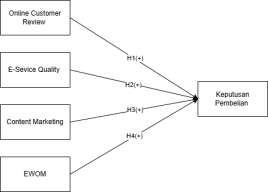 Online Customer
Review
H1(+)
E-Sevice Quality
H2(+)
Keputusan
Pembelian
H3(+)
Content Marketing
H4(+)
EWOM